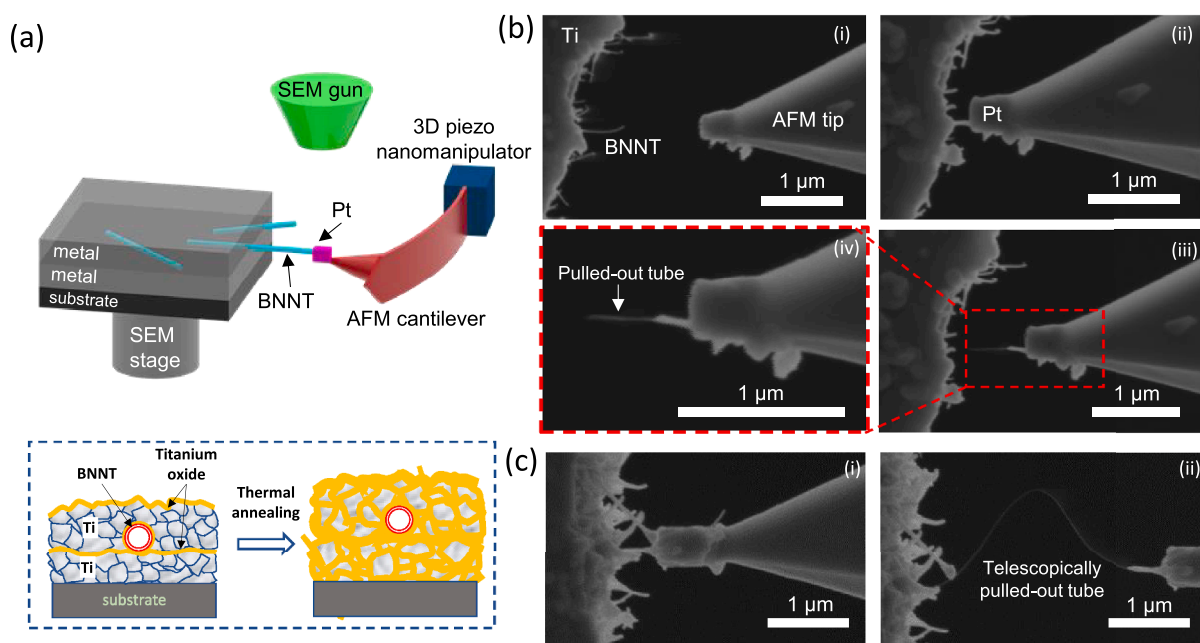 (a)
SEM gun
3D piezo
nanomanipulator
Pt
metal
metal
substrate
BNNT
AFM cantilever
SEM
stage
BNNT
Titanium
oxide
Ti
Ti
substrate
Thermal
annealing
(b)
Ti
(i)
BNNT
AFM tip
1 µm
(ii)
Pt
1 µm
(iv)
Pulled-out tube
1 µm
(iii)
1 µm
(c)
(i)
1 µm
(ii)
Telescopically
pulled-out tube
1 µm